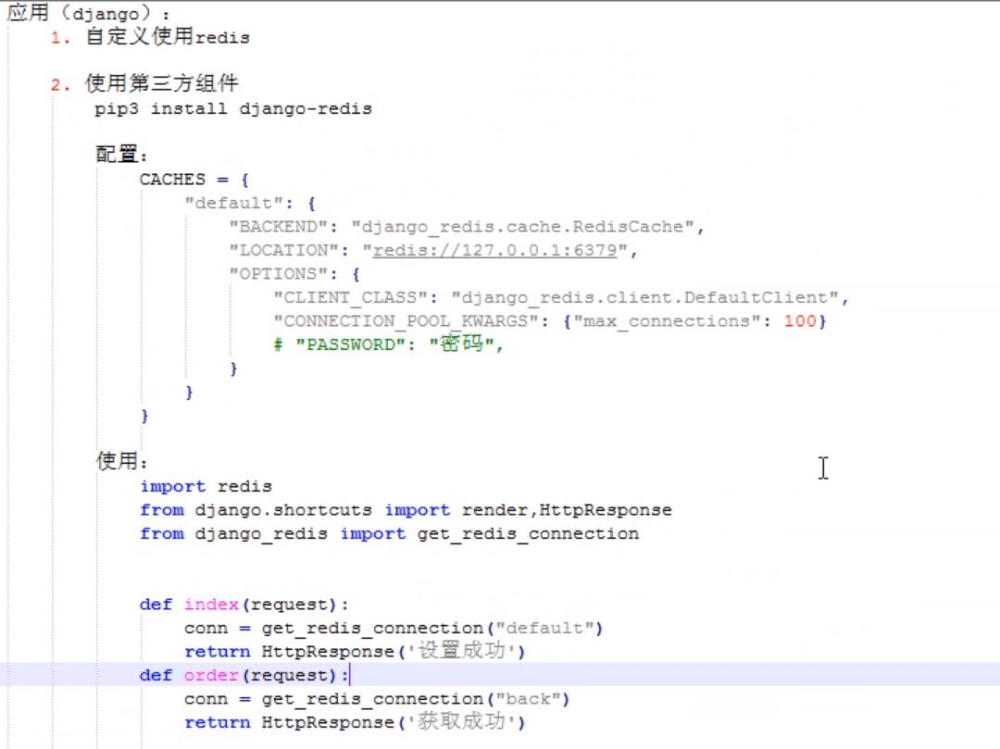 应用（django）:
1. 自定义使用redis
2. 使用第三方组件
pip3 install django-redis
配置:
CACHES = {
"default": {
"BACKEND": "django_redis.cache.RedisCache",
"LOCATION": "redis://127.0.0.1:6379",
"OPTIONS": {
"CLIENT_CLASS": "django_redis.client.DefaultClient",
"CONNECTION_POOL_KWARGS": {"max_connections": 100}
# "PASSWORD": "密码",
}
}
}
使用:
import redis
from django.shortcuts import render,HttpResponse
from django_redis import get_redis_connection
def index(request):
conn = get_redis_connection("default")
return HttpResponse('设置成功')
def order(request):
conn = get_redis_connection("back")
return HttpResponse('获取成功')